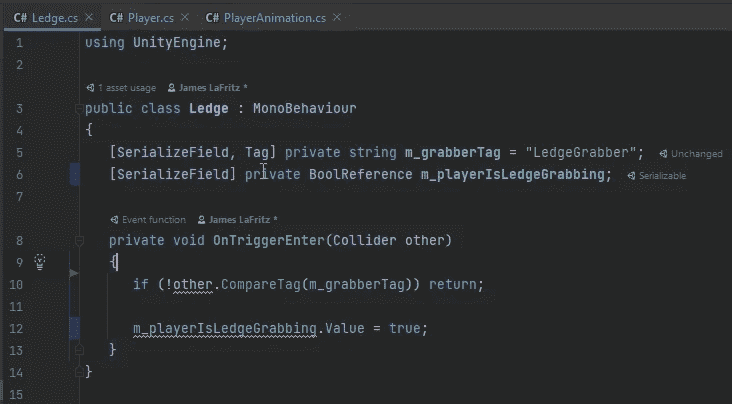 C# Ledge.cs × C# Player.cs × C# PlayerAnimation.cs ×
1 using UnityEngine;
2
1 asset usage James LaFritz *
3 public class Ledge : MonoBehaviour
4 {
5 [SerializeField, Tag] private string m_grabberTag = "LedgeGrabber"; Unchanged
6 [SerializeField] private BoolReference m_playerIsLedgeGrabbing; Serializable
7
Event function James LaFritz *
8 private void OnTriggerEnter(Collider other)
9 {
10 if (!other.CompareTag(m_grabberTag)) return;
11
12 m_playerIsLedgeGrabbing.Value = true;
13 }
14 }
15